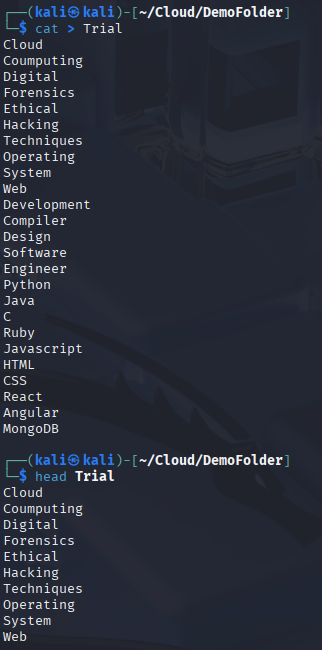 ┌──(kali㉿kali)-[~/Cloud/DemoFolder]
└─$ cat > Trial
Cloud
Coumputing
Digital
Forensics
Ethical
Hacking
Techniques
Operating
System
Web
Development
Compiler
Design
Software
Engineer
Python
Java
C
Ruby
Javascript
HTML
CSS
React
Angular
MongoDB
┌──(kali㉿kali)-[~/Cloud/DemoFolder]
└─$ head Trial
Cloud
Coumputing
Digital
Forensics
Ethical
Hacking
Techniques
Operating
System
Web